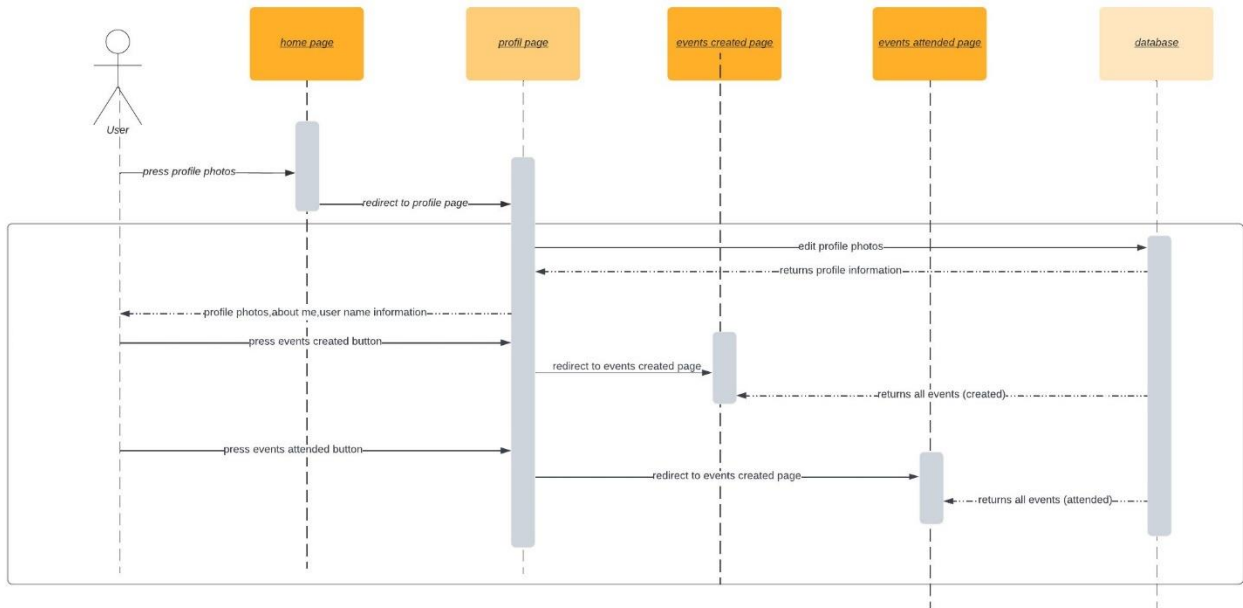 home page
profil page
events created page
events attended page
database
User
press profile photos
redirect to profile page
edit profile photos
returns profile information
profile photos,about me,user name information
press events created button
redirect to events created page
returns all events (created)
press events attended button
redirect to events created page
returns all events (attended)